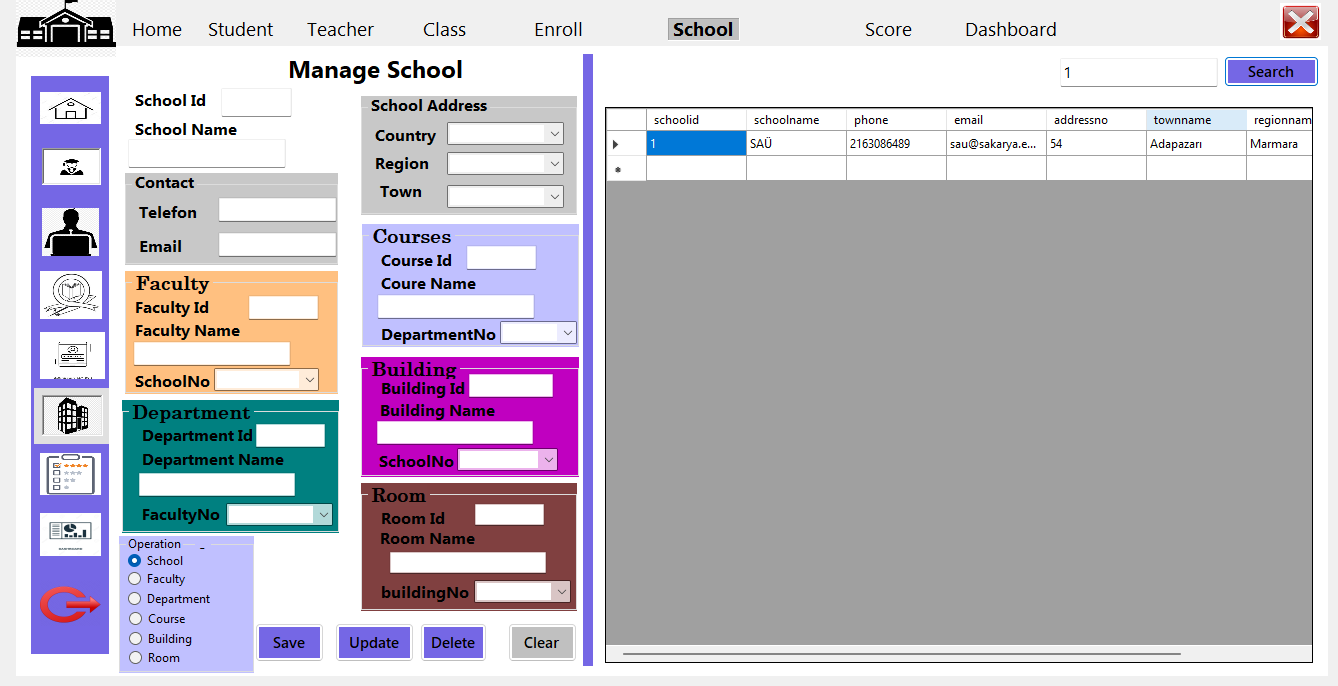 Home Student Teacher Class Enroll School Score Dashboard
Manage School
1 Search
School Id
School Name
Contact
Telefon
Email
School Address
Country
Region
Town
Faculty
Faculty Id
Faculty Name
SchoolNo
Courses
Course Id
Coure Name
DepartmentNo
Department
Department Id
Department Name
FacultyNo
Building
Building Id
Building Name
SchoolNo
Room
Room Id
Room Name
buildingNo
Operation
School
Faculty
Department
Course
Building
Room
Save Update Delete Clear
schoolid schoolname phone email addressno townname regionnam
1 SAÜ 2163086489 sau@sakarya.e... 54 Adapazarı Marmara